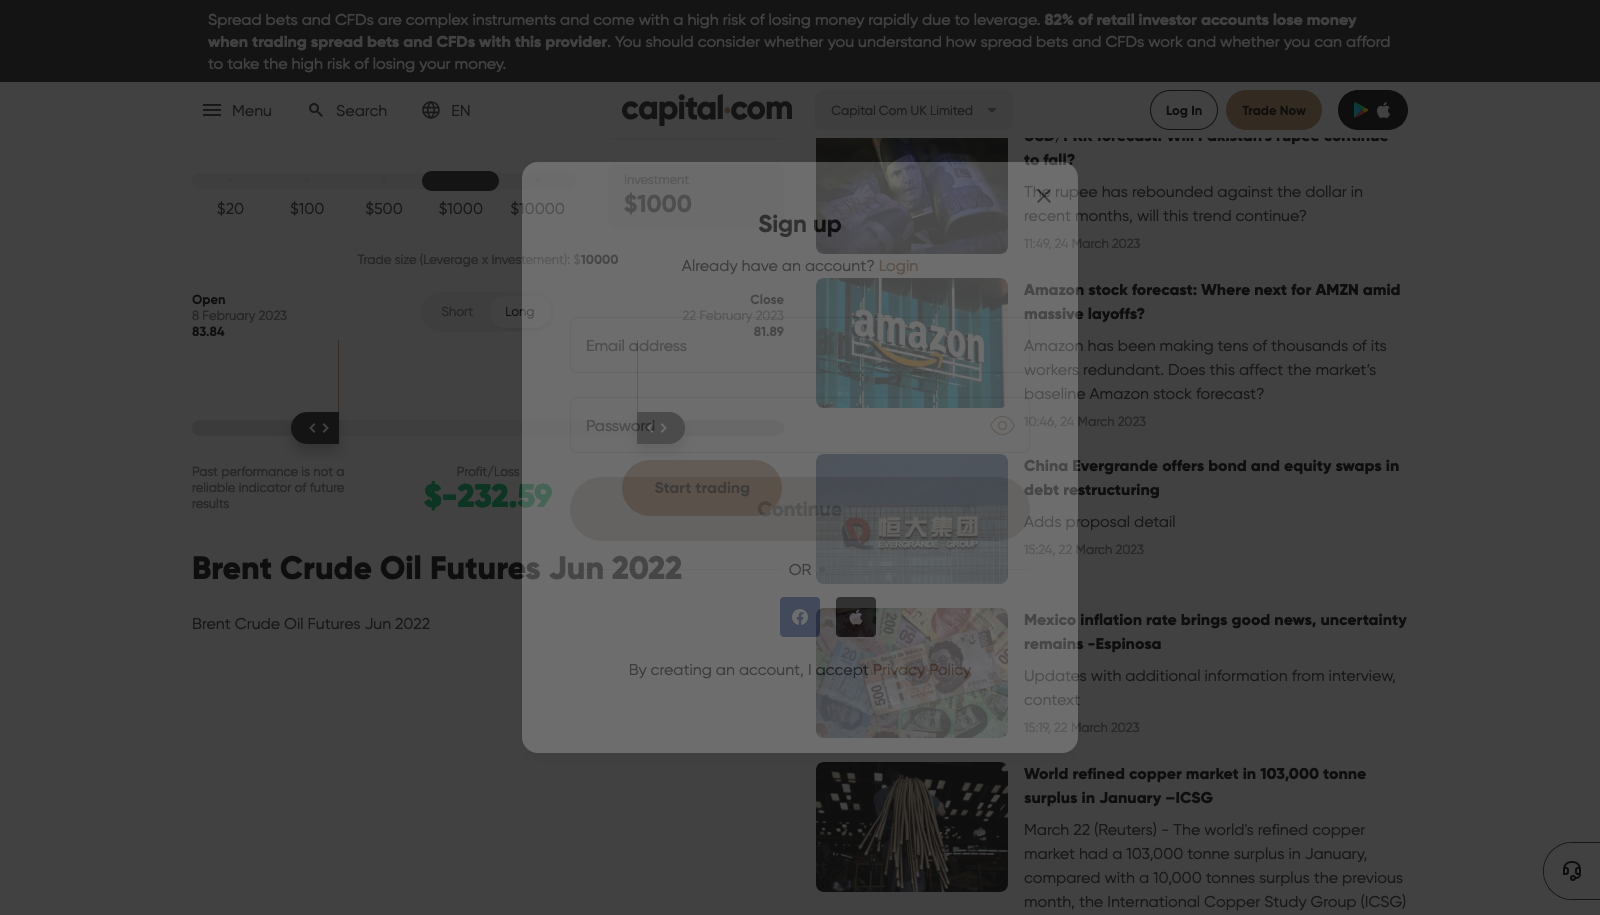 Spread bets and CFDs are complex instruments and come with a high risk of losing money rapidly due to leverage. 82% of retail investor accounts lose money
when trading spread bets and CFDs with this provider. You should consider whether you understand how spread bets and CFDs work and whether you can afford
to take the high risk of losing your money.
Menu
Search
EN
capital.com
Capital Com UK Limited
Log In
Trade Now
$20
$100
$500
$1000
$10000
Investment
$1000
Trade size (Leverage x Investement): $10000
Open
8 February 2023
83.84
Short
Long
Close
22 February 2023
81.89
Past performance is not a
reliable indicator of future
results
Profit/Loss
$-232.59
Start trading
Brent Crude Oil Futures Jun 2022
Brent Crude Oil Futures Jun 2022
Sign up
Already have an account? Login
Email address
Password
Continue
OR
By creating an account, I accept Privacy Policy
USD/PKR forecast: Will Pakistan's rupee continue
to fall?
The rupee has rebounded against the dollar in
recent months, will this trend continue?
11:49, 24 March 2023
amazon
Amazon stock forecast: Where next for AMZN amid
massive layoffs?
Amazon has been making tens of thousands of its
workers redundant. Does this affect the market's
baseline Amazon stock forecast?
10:46, 24 March 2023
恒大集团
EVERGRANDE GROUP
China Evergrande offers bond and equity swaps in
debt restructuring
Adds proposal detail
15:24, 22 March 2023
Mexico inflation rate brings good news, uncertainty
remains -Espinosa
Updates with additional information from interview,
context
15:19, 22 March 2023
World refined copper market in 103,000 tonne
surplus in January –ICSG
March 22 (Reuters) - The world's refined copper
market had a 103,000 tonne surplus in January,
compared with a 10,000 tonnes surplus the previous
month, the International Copper Study Group (ICSG)